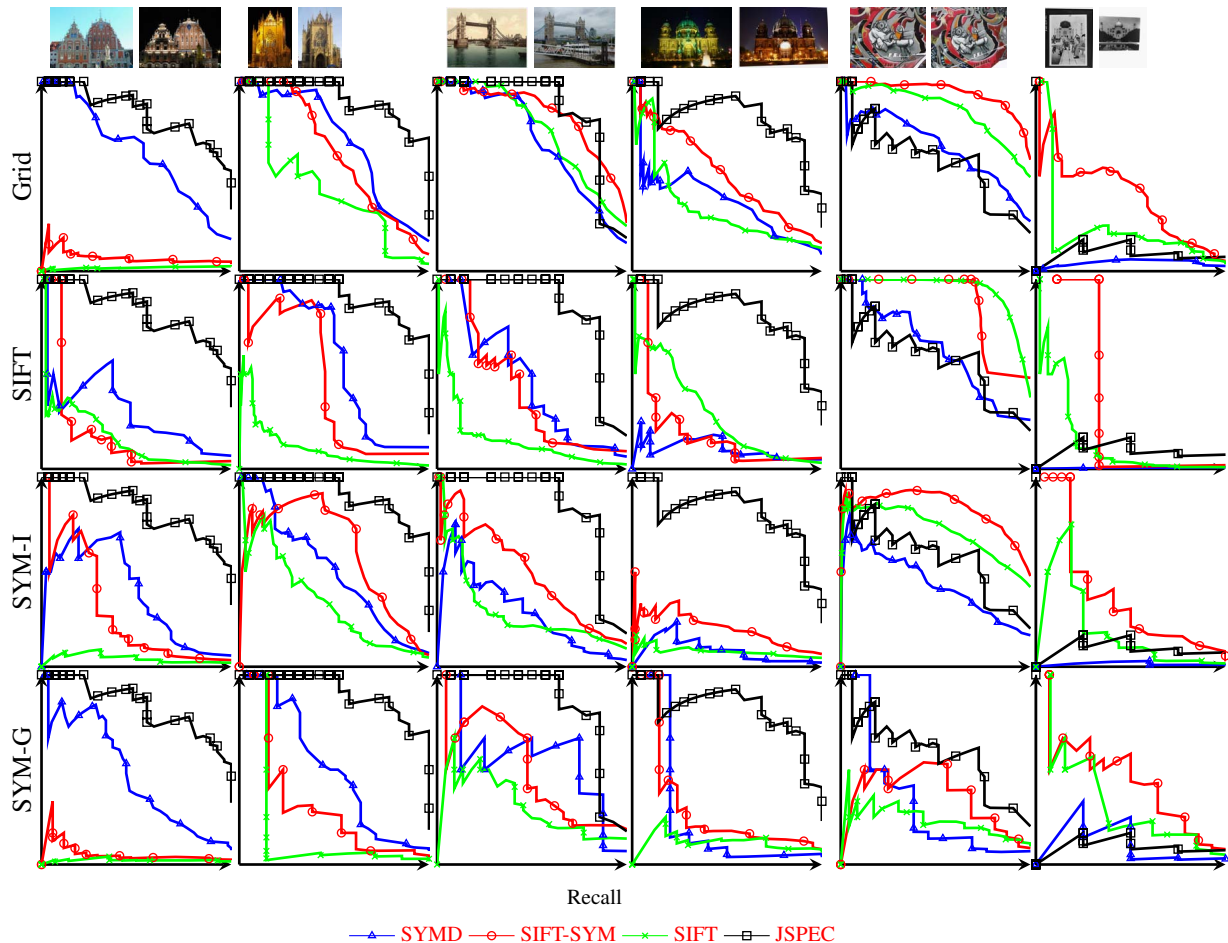 Grid
SIFT
SYM-I
SYM-G
Recall
SYMD SIFT-SYM SIFT JSPEC